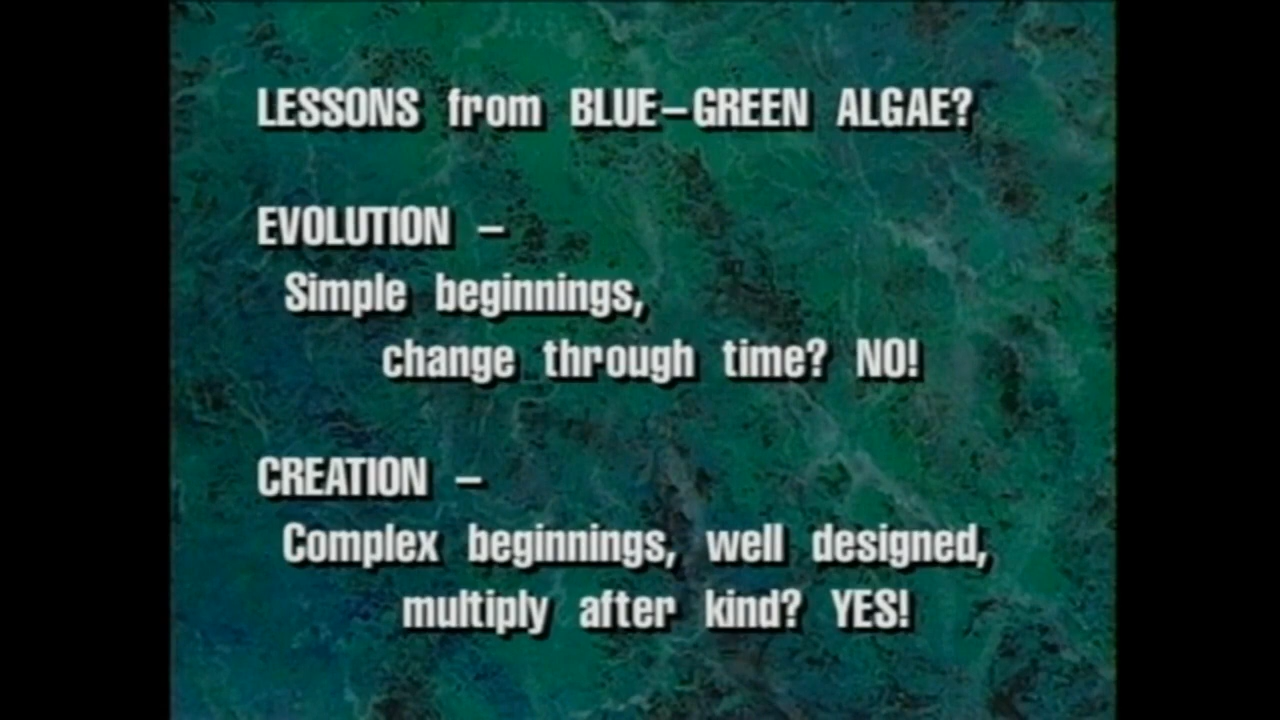 LESSONS from BLUE–GREEN ALGAE?
EVOLUTION –
Simple beginnings,
change through time? NO!
CREATION –
Complex beginnings, well designed,
multiply after kind? YES!